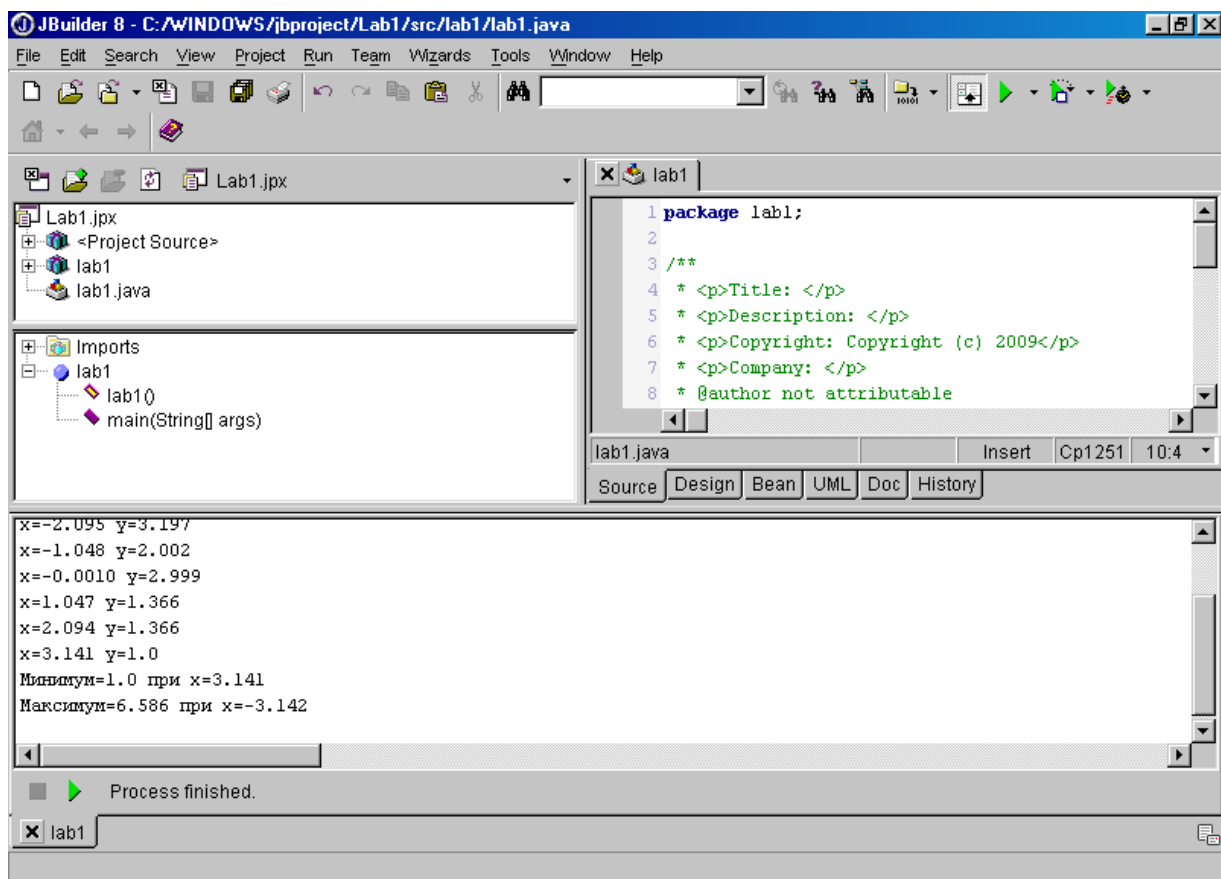 JBuilder 8 - C:/WINDOWS/jbproject/Lab1/src/lab1/lab1.java
File Edit Search View Project Run Team Wizards Tools Window Help
Lab1.jpx
Lab1.jpx
<Project Source>
lab1
lab1.java
Imports
lab1
lab1()
main(String[] args)
lab1
1 package lab1;
2
3 /**
4 * <p>Title: </p>
5 * <p>Description: </p>
6 * <p>Copyright: Copyright (c) 2009</p>
7 * <p>Company: </p>
8 * @author not attributable
lab1.java Insert Cp1251 10:4
Source Design Bean UML Doc History
x=-2.095 y=3.197
x=-1.048 y=2.002
x=-0.0010 y=2.999
x=1.047 y=1.366
x=2.094 y=1.366
x=3.141 y=1.0
Минимум=1.0 при x=3.141
Максимум=6.586 при x=-3.142
Process finished.
lab1